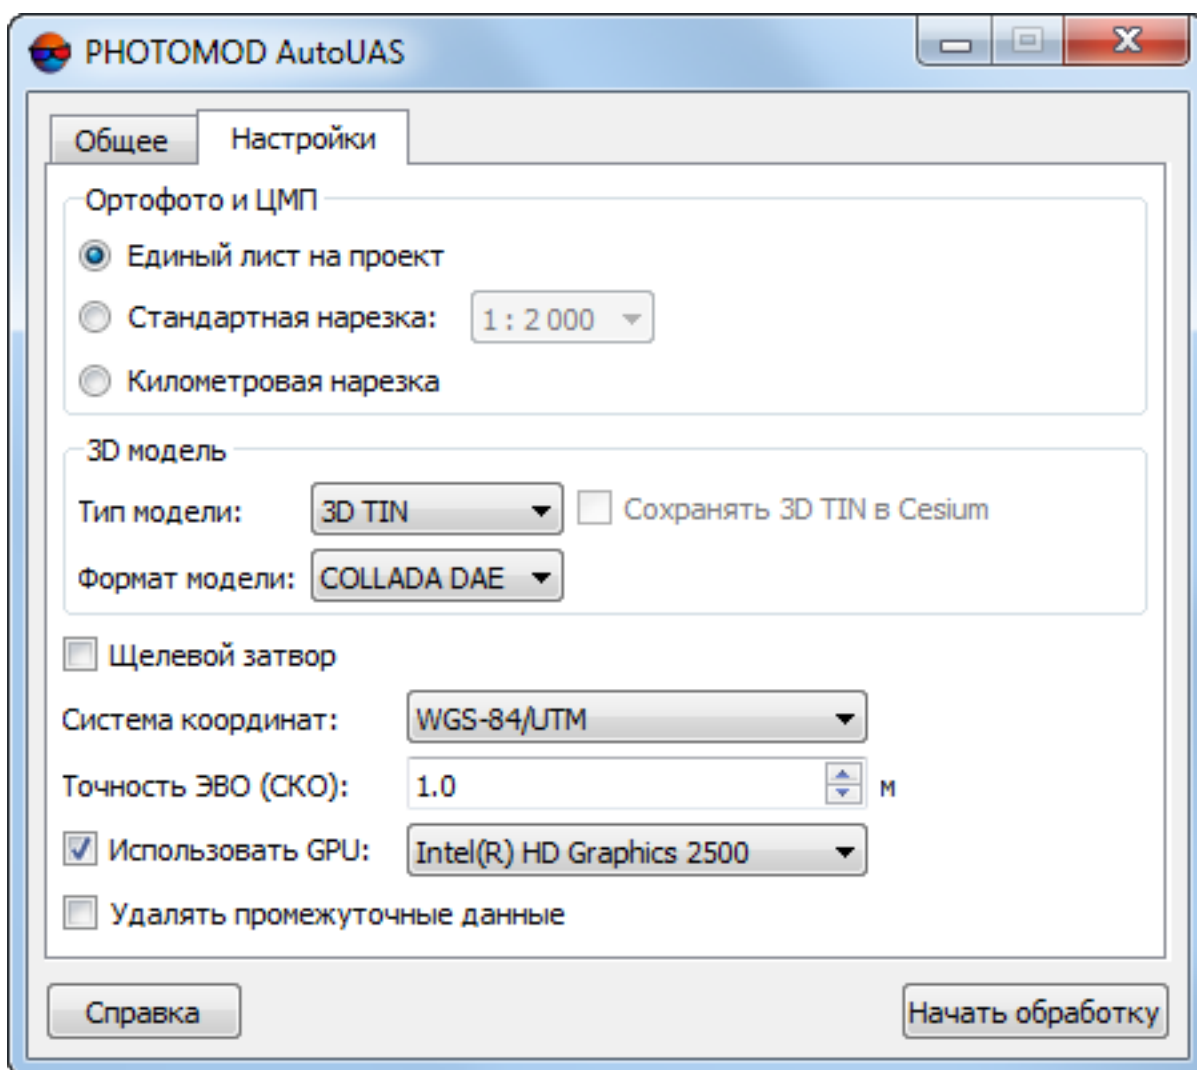 PHOTOMOD AutoUAS
Общее Настройки
Ортофото и ЦМП
Единый лист на проект
Стандартная нарезка: 1 : 2 000
Километровая нарезка
3D модель
Тип модели: 3D TIN Сохранять 3D TIN в Cesium
Формат модели: COLLADA DAE
Щелевой затвор
Система координат: WGS-84/UTM
Точность ЭВО (СКО): 1.0 м
Использовать GPU: Intel(R) HD Graphics 2500
Удалять промежуточные данные
Справка Начать обработку